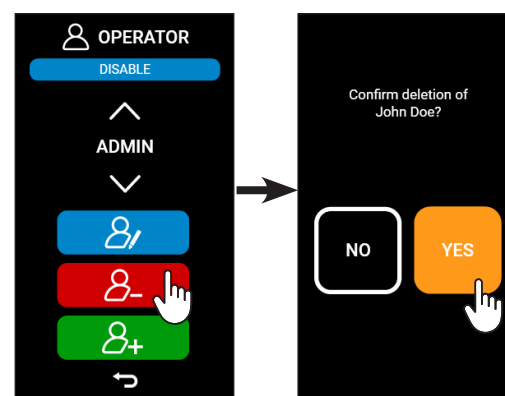 OPERATOR
DISABLE
ADMIN
Confirm deletion of
John Doe?
NO
YES